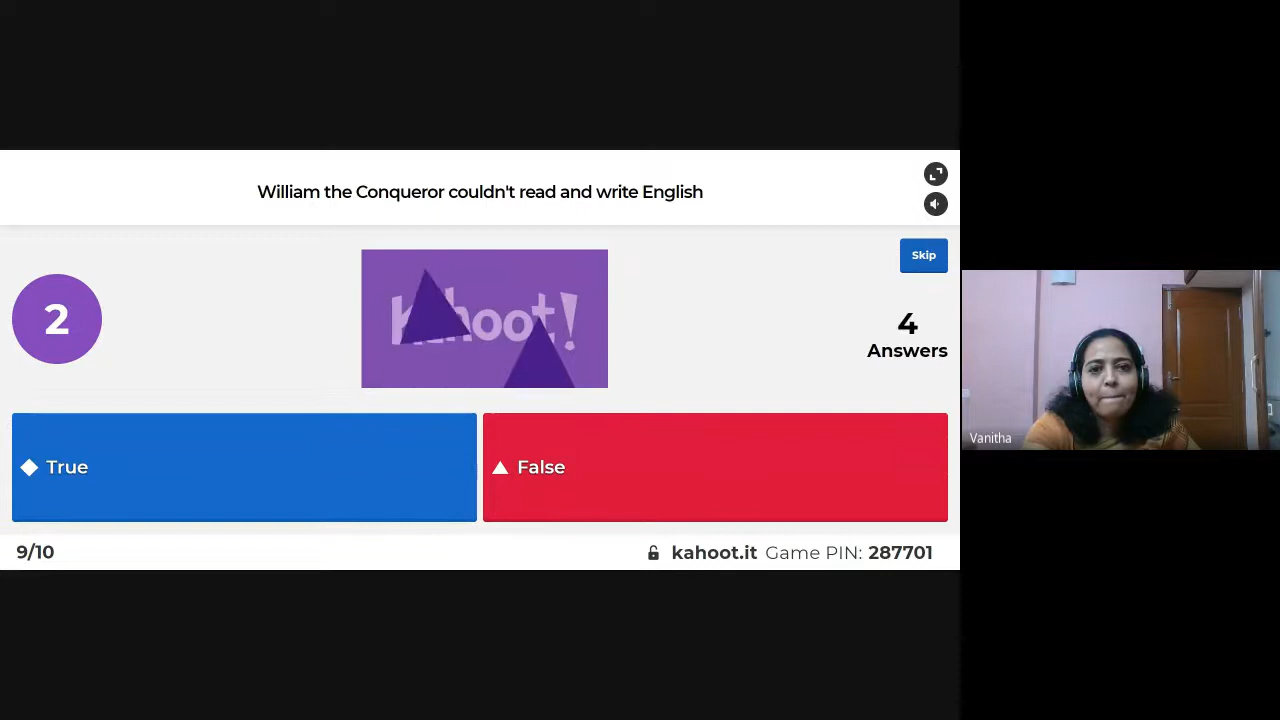 William the Conqueror couldn't read and write English
Skip
2
kahoot!
4
Answers
True
False
Vanitha
9/10
kahoot.it Game PIN: 287701